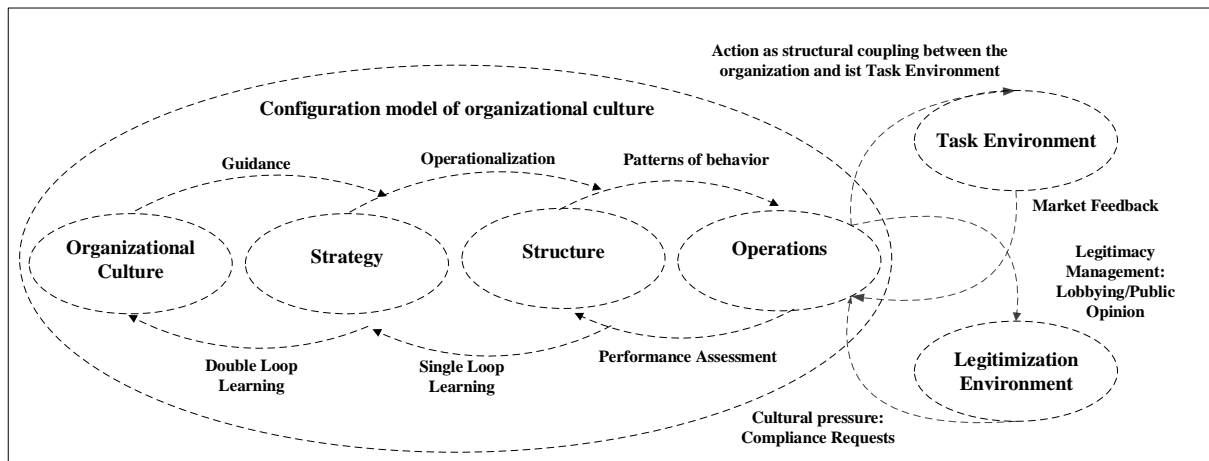 Action as structural coupling between the
organization and ist Task Environment
Configuration model of organizational culture
Task Environment
Guidance
Operationalization
Patterns of behavior
Market Feedback
Organizational
Culture
Strategy
Structure
Operations
Legitimacy
Management:
Lobbying/Public
Opinion
Double Loop
Learning
Single Loop
Learning
Performance Assessment
Legitimization
Environment
Cultural pressure:
Compliance Requests